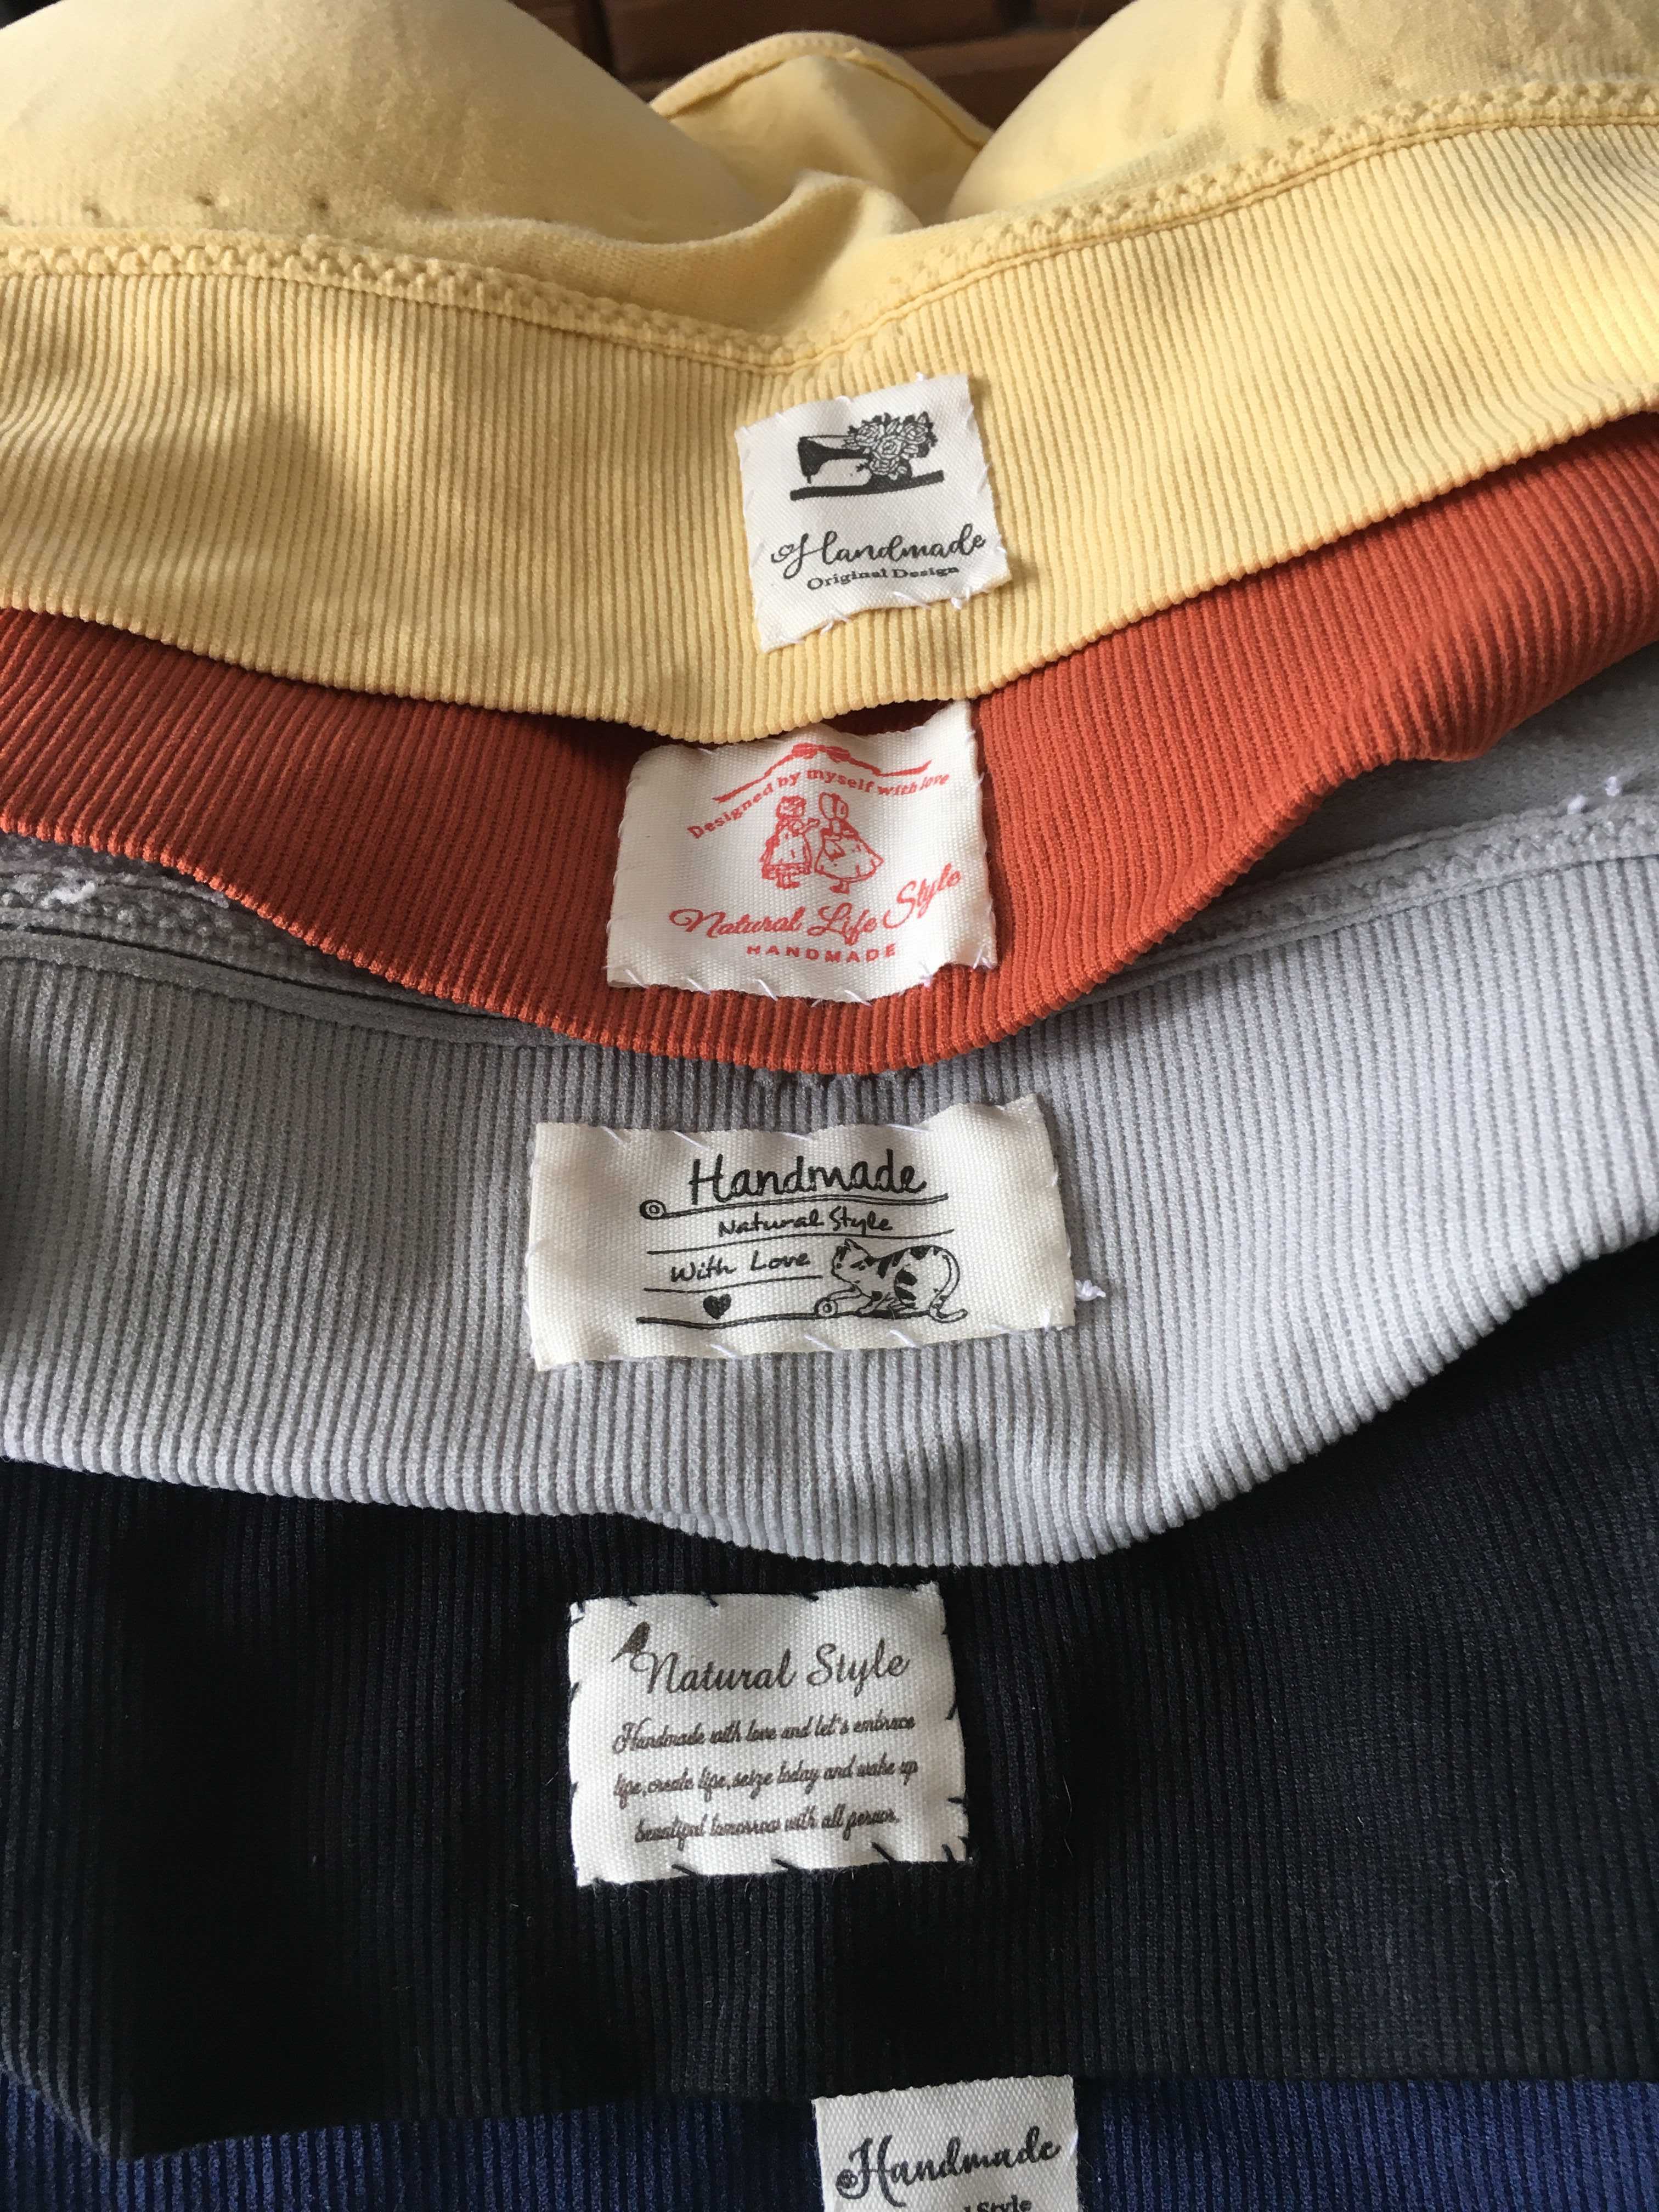 Handmade
Original Design
Designed by myself with love
Natural Life Style
HANDMADE
Handmade
Natural Style
With Love
Natural Style
Handmade with love and let's embrace
life,create life,seize today and wake up
beautiful tomorrow with all person.
Handmade
Style